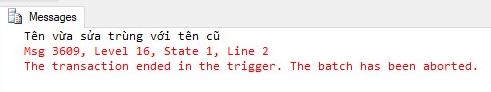 Messages
Tên vừa sửa trùng với tên cũ
Msg 3609, Level 16, State 1, Line 2
The transaction ended in the trigger. The batch has been aborted.